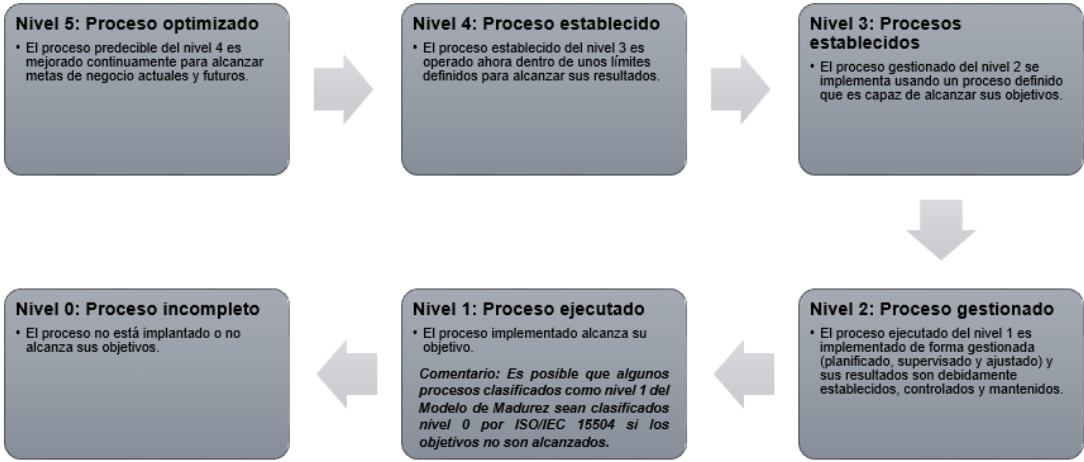 Nivel 5: Proceso optimizado
• El proceso predecible del nivel 4 es
mejorado continuamente para alcanzar
metas de negocio actuales y futuros.
Nivel 4: Proceso establecido
• El proceso establecido del nivel 3 es
operado ahora dentro de unos límites
definidos para alcanzar sus resultados.
Nivel 3: Procesos
establecidos
• El proceso gestionado del nivel 2 se
implementa usando un proceso definido
que es capaz de alcanzar sus objetivos.
Nivel 2: Proceso gestionado
• El proceso ejecutado del nivel 1 es
implementado de forma gestionada
(planificado, supervisado y ajustado) y
sus resultados son debidamente
establecidos, controlados y mantenidos.
Nivel 1: Proceso ejecutado
• El proceso implementado alcanza su
objetivo.
Comentario: Es posible que algunos
procesos clasificados como nivel 1 del
Modelo de Madurez sean clasificados
nivel 0 por ISO/IEC 15504 si los
objetivos no son alcanzados.
Nivel 0: Proceso incompleto
• El proceso no está implantado o no
alcanza sus objetivos.